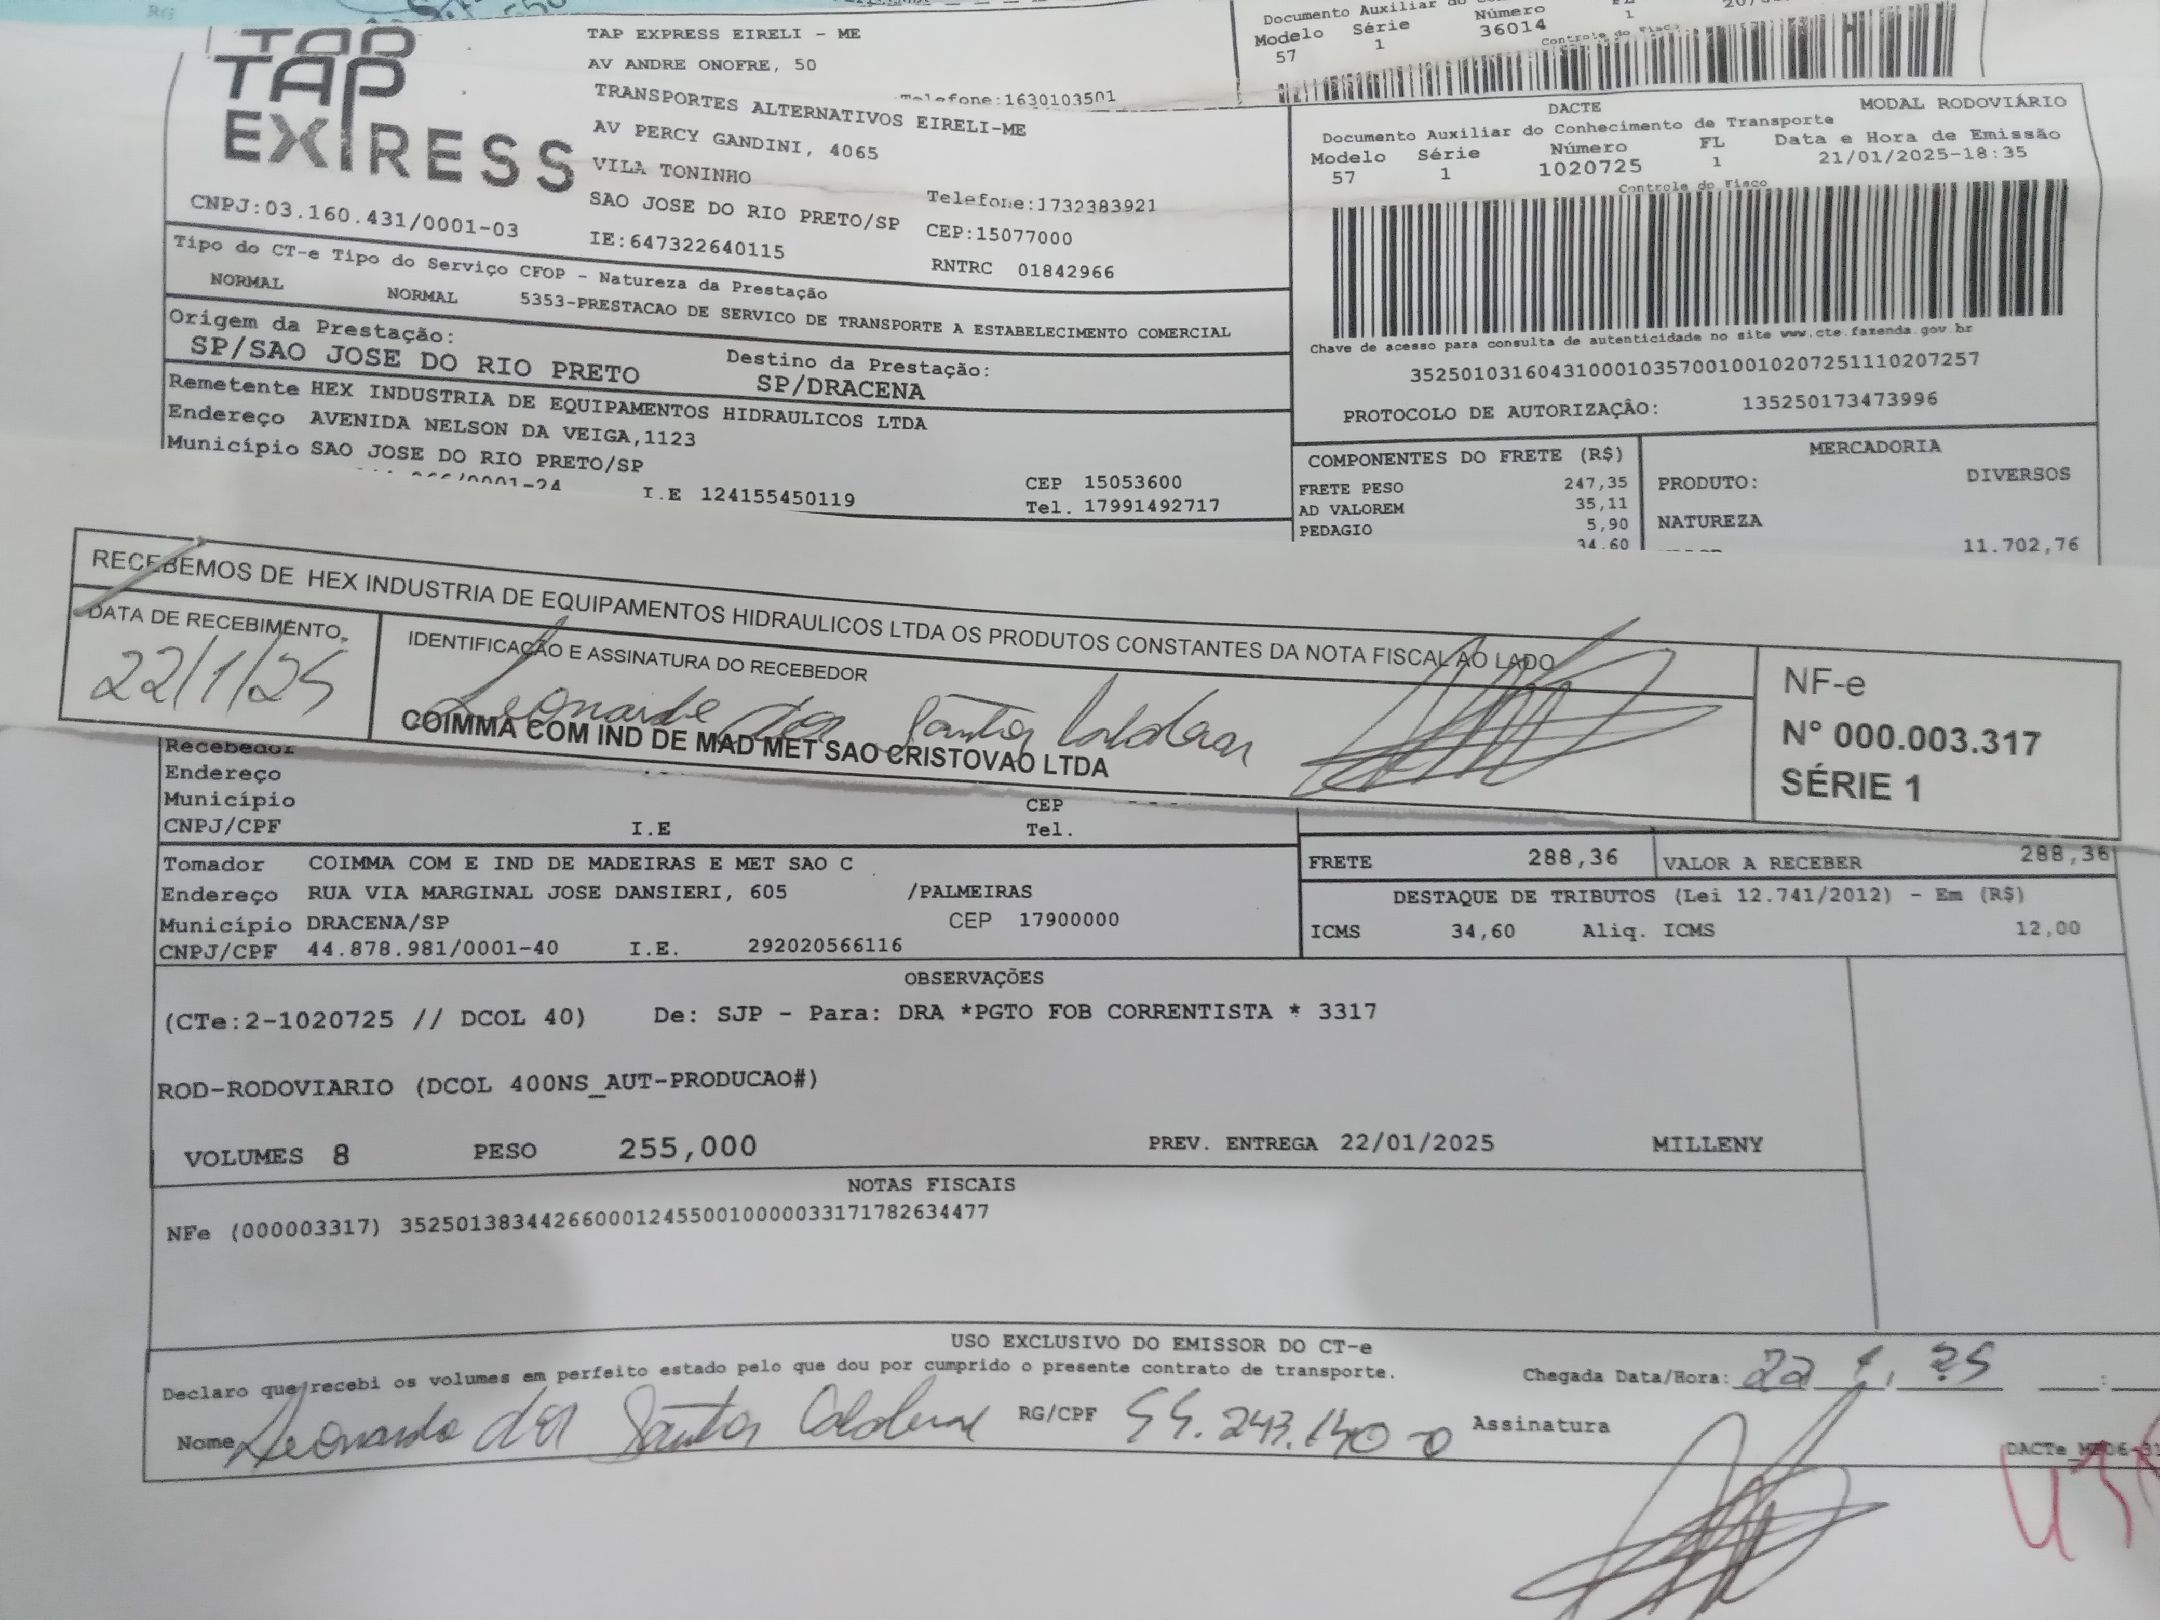 TAP EXPRESS EIRELI - ME
AV ANDRE ONOFRE, 50
Telefone:1630103501
Documento Auxiliar do
Modelo Série Número
57 1 36014 1
Controle do Fisco
TAP
EXPRESS
TRANSPORTES ALTERNATIVOS EIRELI-ME
AV PERCY GANDINI, 4065
VILA TONINHO
SAO JOSE DO RIO PRETO/SP
IE:647322640115
Telefone:1732383921
CEP:15077000
RNTRC 01842966
CNPJ:03.160.431/0001-03
DACTE MODAL RODOVIÁRIO
Documento Auxiliar do Conhecimento de Transporte
Modelo Série Número FL Data e Hora de Emissão
57 1 1020725 1 21/01/2025-18:35
Controle do Fisco
Chave de acesso para consulta de autenticidade no site www.cte.fazenda.gov.br
35250103160431000103570010010207251110207257
PROTOCOLO DE AUTORIZAÇÃO: 135250173473996
Tipo do CT-e Tipo do Serviço CFOP - Natureza da Prestação
NORMAL NORMAL 5353-PRESTACAO DE SERVICO DE TRANSPORTE A ESTABELECIMENTO COMERCIAL
Origem da Prestação: Destino da Prestação:
SP/SAO JOSE DO RIO PRETO SP/DRACENA
Remetente HEX INDUSTRIA DE EQUIPAMENTOS HIDRAULICOS LTDA
Endereço AVENIDA NELSON DA VEIGA,1123
Município SAO JOSE DO RIO PRETO/SP CEP 15053600
/0001-24 I.E 124155450119 Tel. 17991492717
COMPONENTES DO FRETE (R$)
FRETE PESO 247,35
AD VALOREM 35,11
PEDAGIO 5,90
34,60
MERCADORIA
PRODUTO: DIVERSOS
NATUREZA
11.702,76
RECEBEMOS DE HEX INDUSTRIA DE EQUIPAMENTOS HIDRAULICOS LTDA OS PRODUTOS CONSTANTES DA NOTA FISCAL AO LADO
DATA DE RECEBIMENTO
22/1/25
IDENTIFICAÇÃO E ASSINATURA DO RECEBEDOR
Leonardo dos Santos
COIMMA COM IND DE MAD MET SAO CRISTOVAO LTDA
NF-e
Nº 000.003.317
SÉRIE 1
Recebedor
Endereço
Município CEP
CNPJ/CPF I.E Tel.
FRETE 288,36 VALOR A RECEBER 288,36
Tomador COIMMA COM E IND DE MADEIRAS E MET SAO C
Endereço RUA VIA MARGINAL JOSE DANSIERI, 605 /PALMEIRAS
Município DRACENA/SP CEP 17900000
CNPJ/CPF 44.878.981/0001-40 I.E. 292020566116
DESTAQUE DE TRIBUTOS (Lei 12.741/2012) - Em (R$)
ICMS 34,60 Aliq. ICMS 12,00
OBSERVAÇÕES
(CTe:2-1020725 // DCOL 40) De: SJP - Para: DRA *PGTO FOB CORRENTISTA * 3317
ROD-RODOVIARIO (DCOL 400NS_AUT-PRODUCAO#)
VOLUMES 8 PESO 255,000 PREV. ENTREGA 22/01/2025 MILLENY
NOTAS FISCAIS
NFe (000003317) 35250138344266000124550010000033171782634477
USO EXCLUSIVO DO EMISSOR DO CT-e
Declaro que recebi os volumes em perfeito estado pelo que dou por cumprido o presente contrato de transporte.
Chegada Data/Hora: 22 1 25 :
Nome Leonardo dos Santos RG/CPF Assinatura